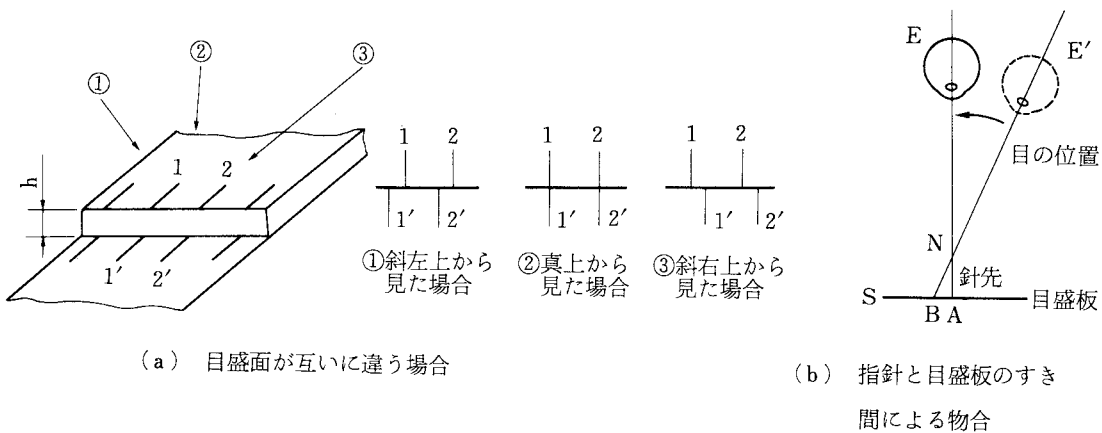 ①
②
③
h
1 2
1′ 2′
1 2
1′ 2′
①斜左上から
見た場合
1 2
1′ 2′
②真上から
見た場合
1 2
1′ 2′
③斜右上から
見た場合
(a) 目盛面が互いに違う場合
E
E′
目の位置
N
針先
S
B A
目盛板
(b) 指針と目盛板のすき
間による物合